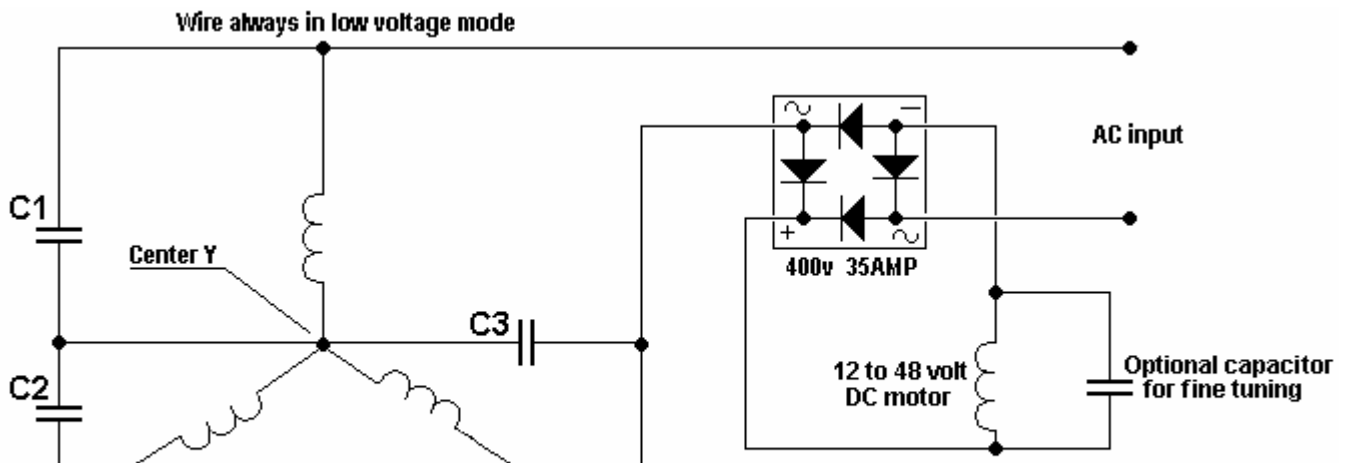 Wire always in low voltage mode
C1
Center Y
C2
C3
~
–
+
~
400v 35AMP
AC input
12 to 48 volt
DC motor
Optional capacitor
for fine tuning